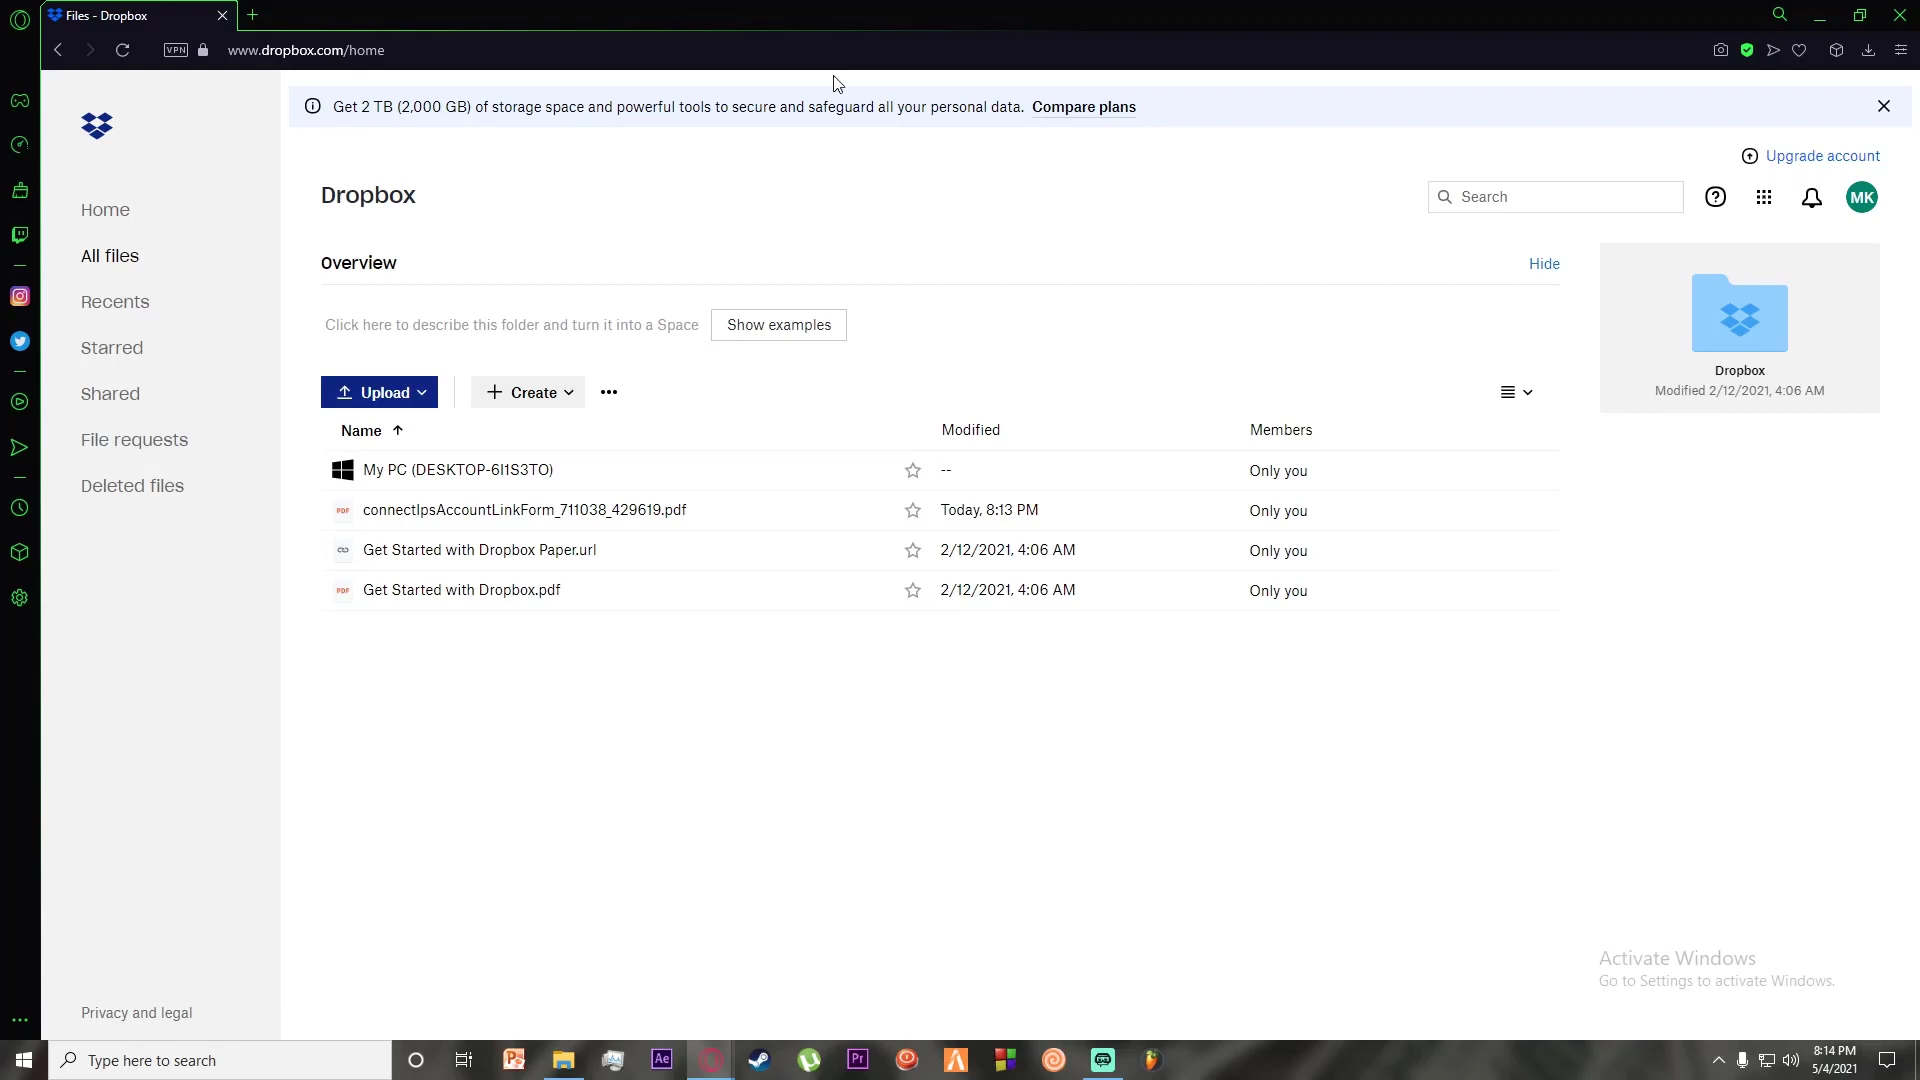 Files - Dropbox
VPN
www.dropbox.com/home
Get 2 TB (2,000 GB) of storage space and powerful tools to secure and safeguard all your personal data. Compare plans
Upgrade account
Dropbox
Search
MK
Home
All files
Recents
Starred
Shared
File requests
Deleted files
Overview
Hide
Click here to describe this folder and turn it into a Space
Show examples
Dropbox
Modified 2/12/2021, 4:06 AM
Upload
Create
Name Modified Members
My PC (DESKTOP-6I1S3TO) -- Only you
PDF connectIpsAccountLinkForm_711038_429619.pdf Today, 8:13 PM Only you
Get Started with Dropbox Paper.url 2/12/2021, 4:06 AM Only you
PDF Get Started with Dropbox.pdf 2/12/2021, 4:06 AM Only you
Activate Windows
Go to Settings to activate Windows.
Privacy and legal
Type here to search
Ae
Pr
8:14 PM
5/4/2021